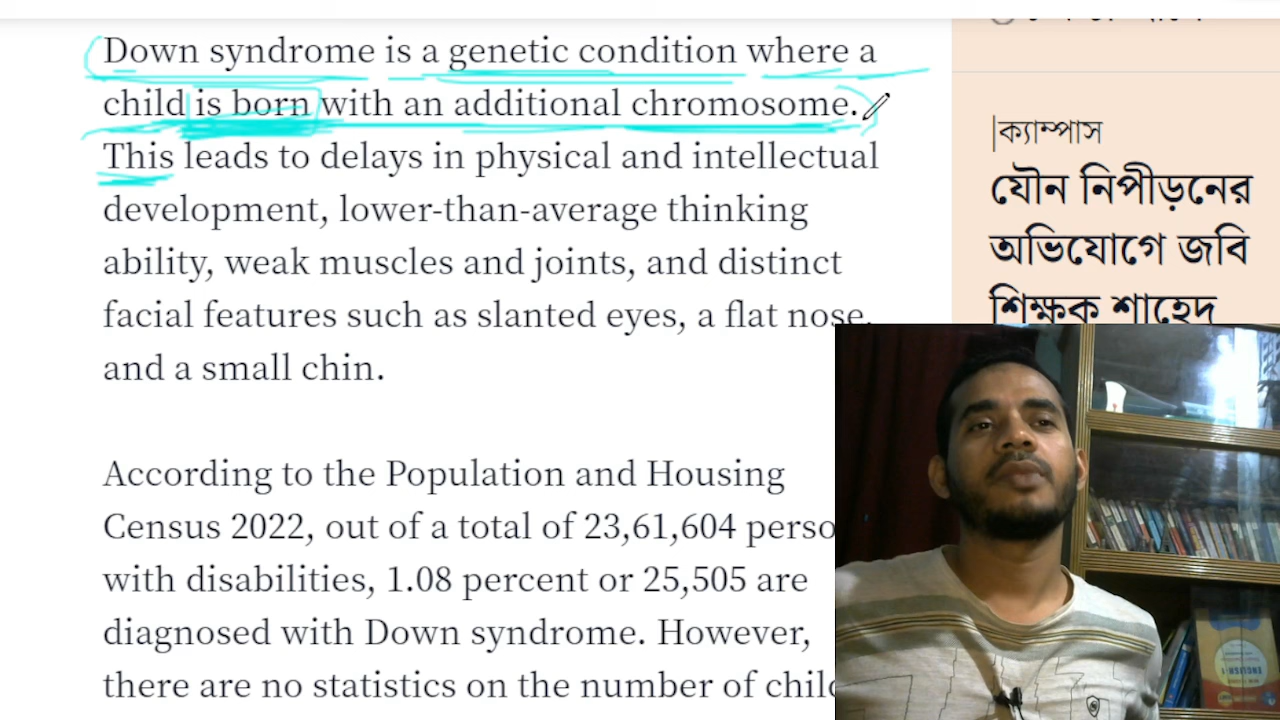 Down syndrome is a genetic condition where a
child is born with an additional chromosome.
This leads to delays in physical and intellectual
development, lower-than-average thinking
ability, weak muscles and joints, and distinct
facial features such as slanted eyes, a flat nose,
and a small chin.
According to the Population and Housing
Census 2022, out of a total of 23,61,604 perso
with disabilities, 1.08 percent or 25,505 are
diagnosed with Down syndrome. However,
there are no statistics on the number of child
|ক্যাম্পাস
যৌন নিপীড়নের
অভিযোগে জবি
শিক্ষক শাহেদ
ENGLISH